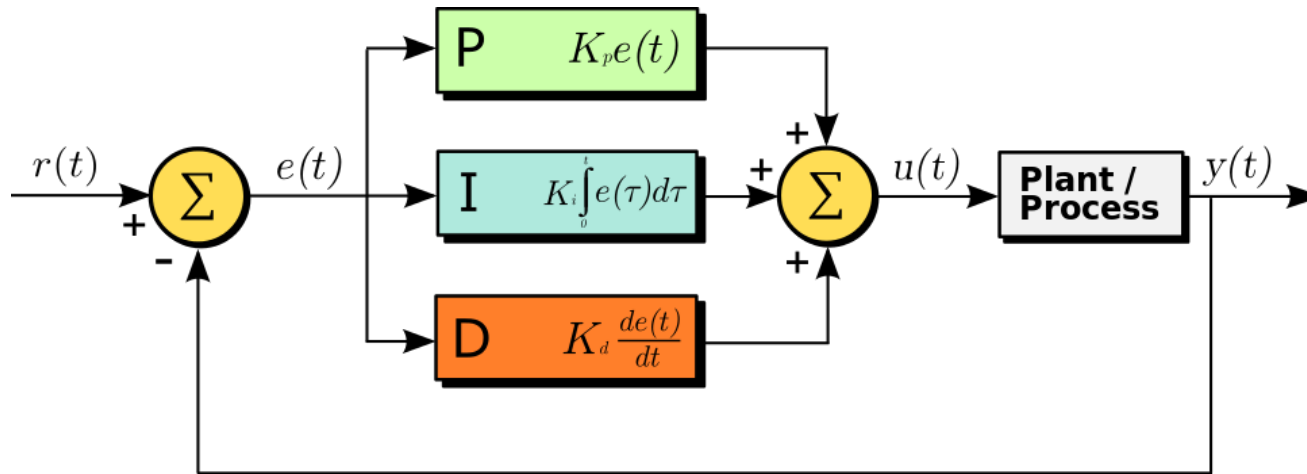 P K_p e(t)
r(t) + - Σ e(t)
I K_i ∫_0^t e(τ)dτ
+ + + Σ u(t)
Plant /
Process
y(t)
D K_d de(t)/dt